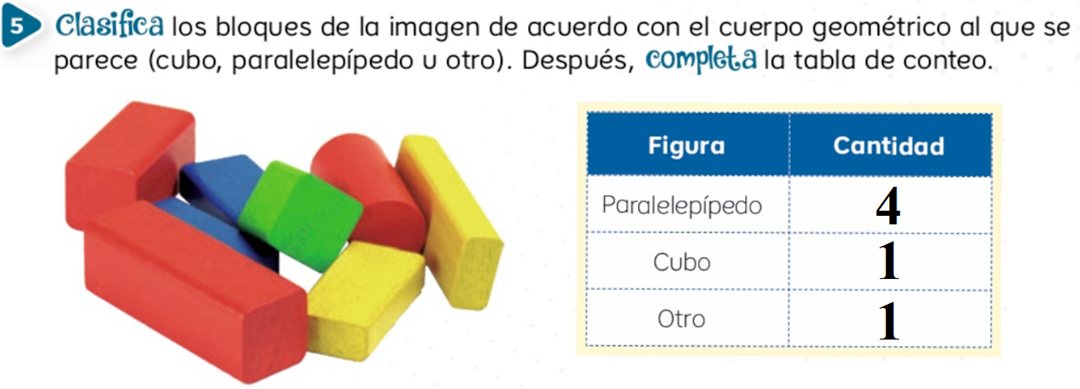 5 Clasifica los bloques de la imagen de acuerdo con el cuerpo geométrico al que se
parece (cubo, paralelepípedo u otro). Después, completa la tabla de conteo.
Figura Cantidad
Paralelepípedo 4
Cubo 1
Otro 1